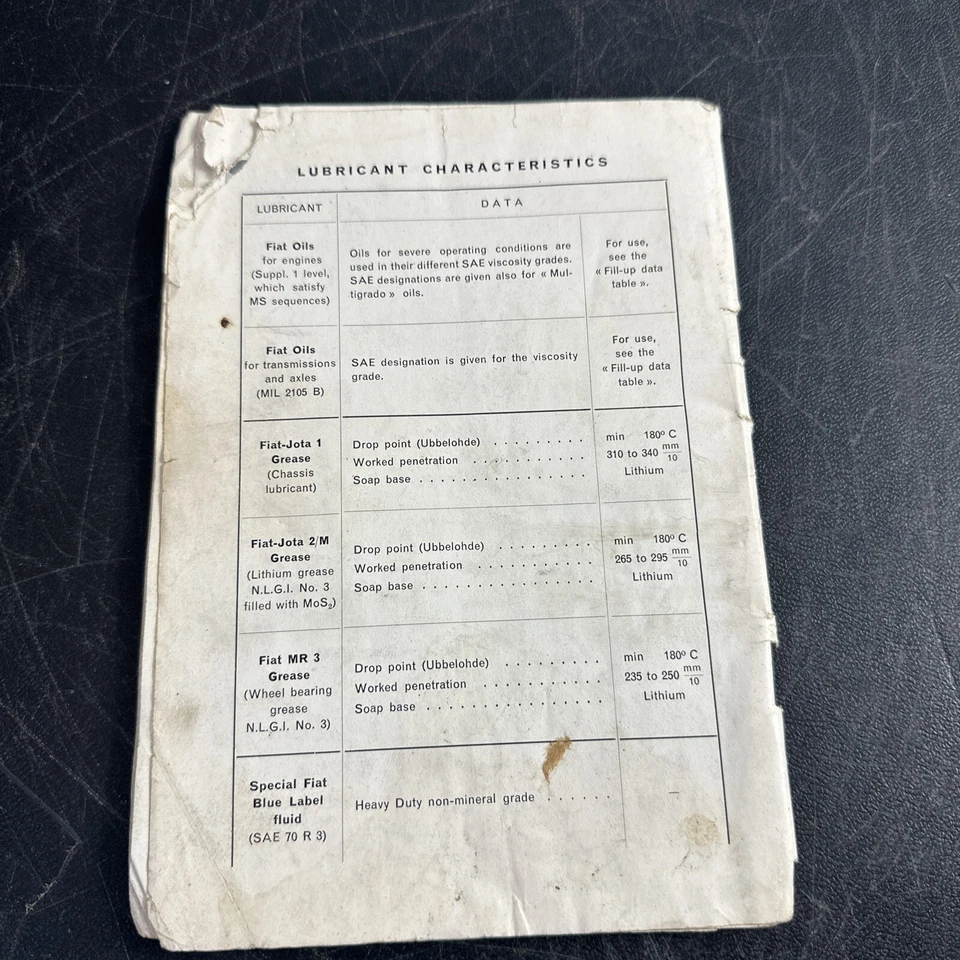 LUBRICANT CHARACTERISTICS
LUBRICANT
DATA
Fiat Oils
for engines
(Suppl. 1 level,
which satisfy
MS sequences)
Oils for severe operating conditions are
used in their different SAE viscosity grades.
SAE designations are given also for « Mul-
tigrado » oils.
For use,
see the
« Fill-up data
table ».
Fiat Oils
for transmissions
and axles
(MIL 2105 B)
SAE designation is given for the viscosity
grade.
For use,
see the
« Fill-up data
table ».
Fiat-Jota 1
Grease
(Chassis
lubricant)
Drop point (Ubbelohde) . . . . . . . . . min 180º C
Worked penetration . . . . . . . . . . . 310 to 340 mm/10
Soap base . . . . . . . . . . . . . . . . Lithium
Fiat-Jota 2/M
Grease
(Lithium grease
N.L.G.I. No. 3
filled with MoS₂)
Drop point (Ubbelohde) . . . . . . . . . min 180º C
Worked penetration . . . . . . . . . . . 265 to 295 mm/10
Soap base . . . . . . . . . . . . . . . . Lithium
Fiat MR 3
Grease
(Wheel bearing
grease
N.L.G.I. No. 3)
Drop point (Ubbelohde) . . . . . . . . . min 180º C
Worked penetration . . . . . . . . . . . 235 to 250 mm/10
Soap base . . . . . . . . . . . . . . . . Lithium
Special Fiat
Blue Label
fluid
(SAE 70 R 3)
Heavy Duty non-mineral grade . . . . . . —